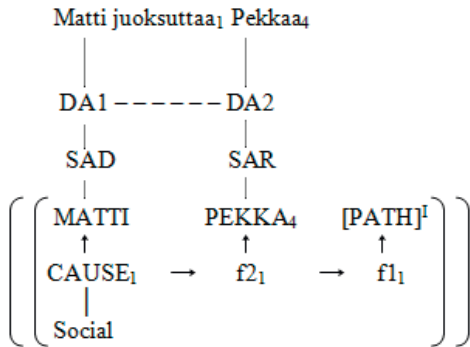 Matti juoksuttaa₁ Pekkaa₄
DA1 – – – – – – DA2
SAD SAR
MATTI PEKKA₄ [PATH]ᴵ
↑ ↑ ↑
CAUSE₁ → f2₁ → f1₁
Social